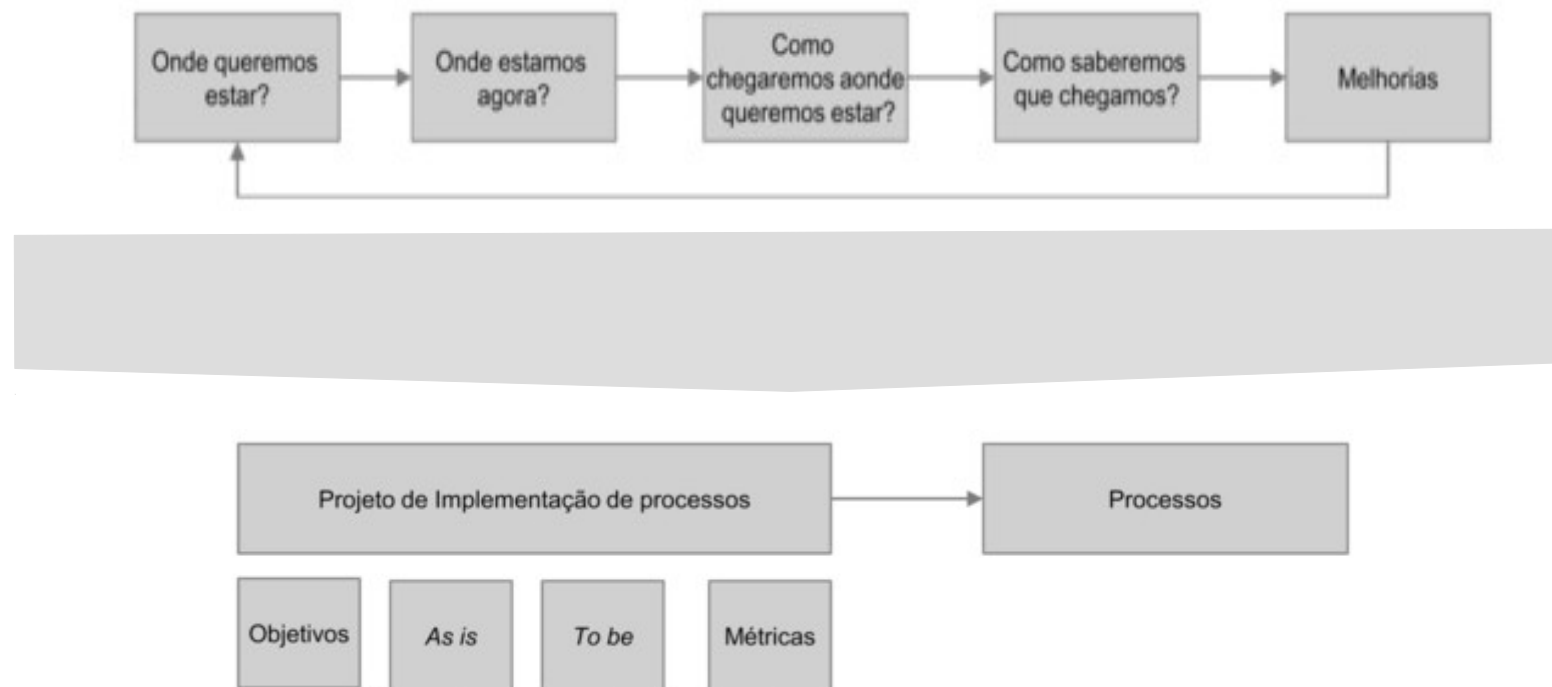 Onde queremos
estar?
Onde estamos
agora?
Como
chegaremos aonde
queremos estar?
Como saberemos
que chegamos?
Melhorias
Projeto de Implementação de processos
Processos
Objetivos
As is
To be
Métricas